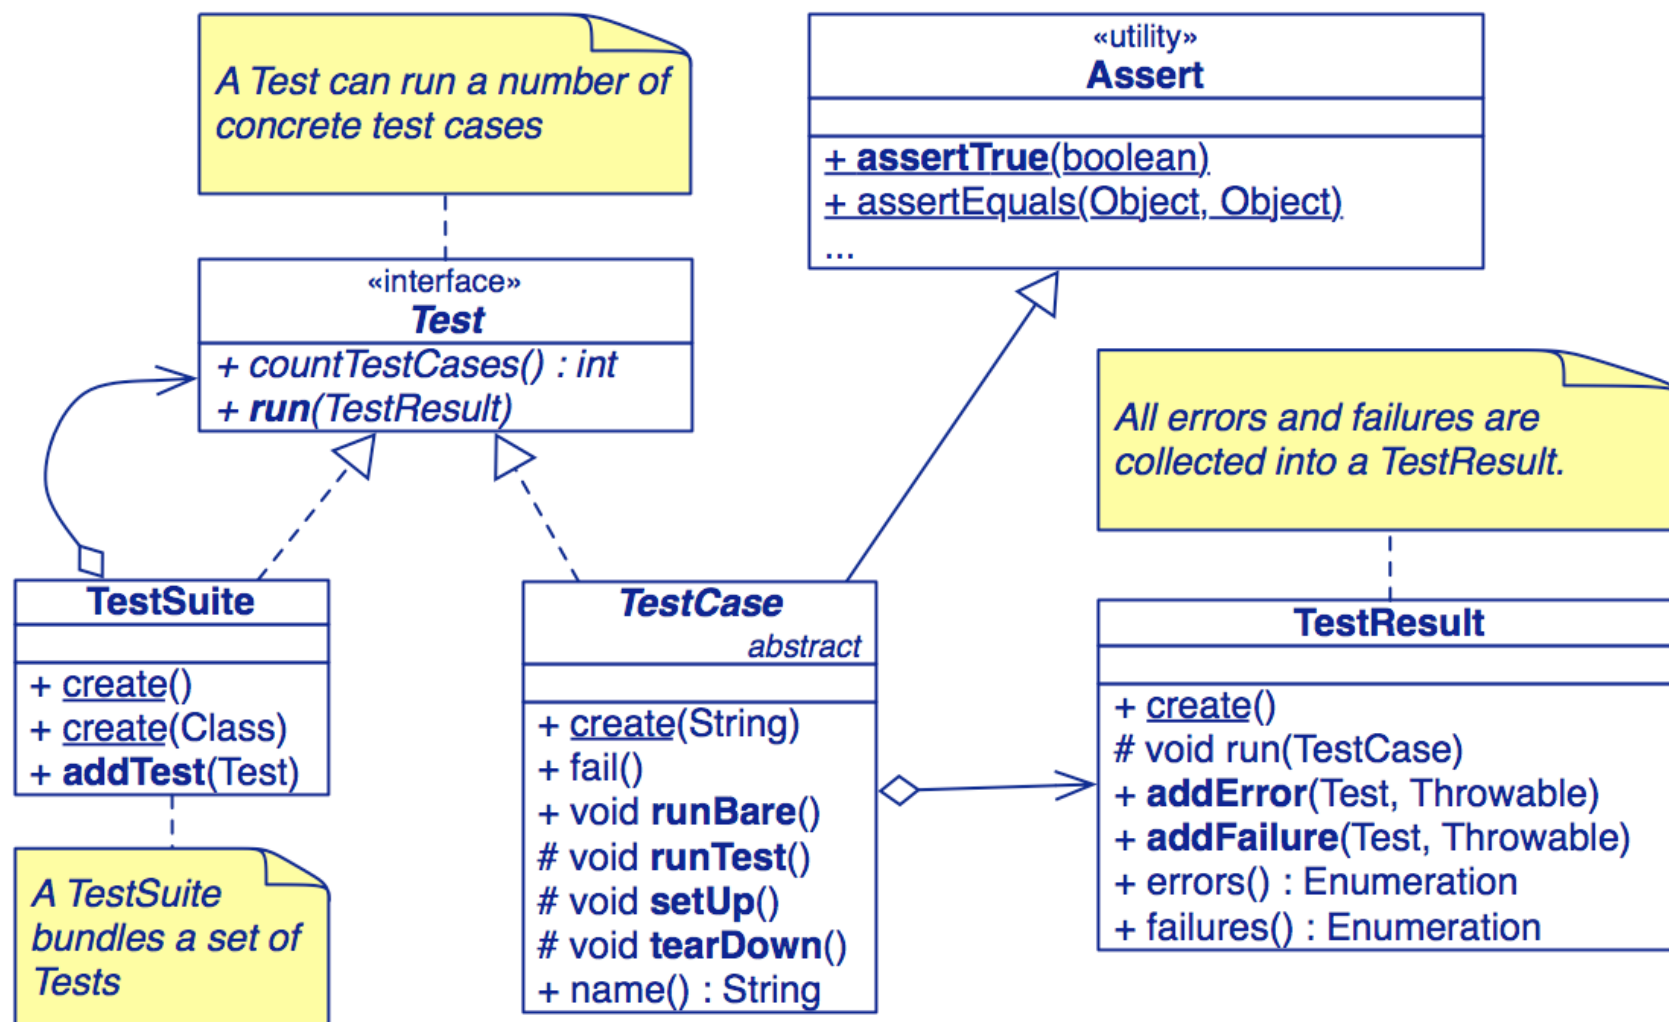 A Test can run a number of
concrete test cases
«utility»
Assert
+ assertTrue(boolean)
+ assertEquals(Object, Object)
...
«interface»
Test
+ countTestCases() : int
+ run(TestResult)
All errors and failures are
collected into a TestResult.
TestSuite
+ create()
+ create(Class)
+ addTest(Test)
A TestSuite
bundles a set of
Tests
TestCase
abstract
+ create(String)
+ fail()
+ void runBare()
# void runTest()
# void setUp()
# void tearDown()
+ name() : String
TestResult
+ create()
# void run(TestCase)
+ addError(Test, Throwable)
+ addFailure(Test, Throwable)
+ errors() : Enumeration
+ failures() : Enumeration